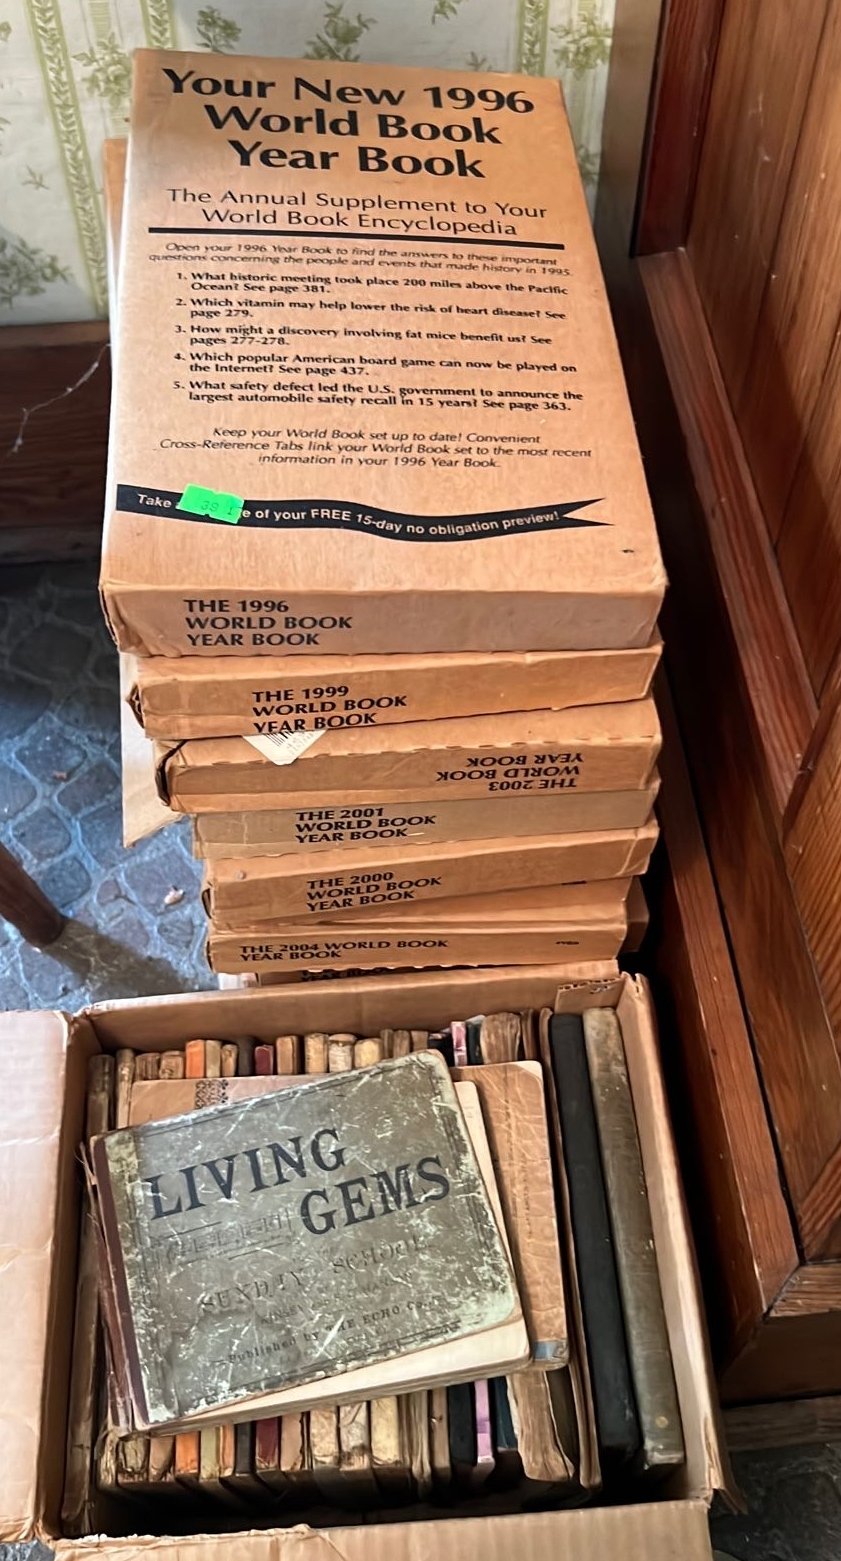 Your New 1996
World Book
Year Book
The Annual Supplement to Your
World Book Encyclopedia
Open your 1996 Year Book to find the answers to these important
questions concerning the people and events that made history in 1995.
1. What historic meeting took place 200 miles above the Pacific
Ocean? See page 381.
2. Which vitamin may help lower the risk of heart disease? See
page 279.
3. How might a discovery involving fat mice benefit us? See
pages 277-278.
4. Which popular American board game can now be played on
the Internet? See page 437.
5. What safety defect led the U.S. government to announce the
largest automobile safety recall in 15 years? See page 363.
Keep your World Book set up to date! Convenient
Cross-Reference Tabs link your World Book set to the most recent
information in your 1996 Year Book.
Take e of your FREE 15-day no obligation preview!
THE 1996
WORLD BOOK
YEAR BOOK
THE 1999
WORLD BOOK
YEAR BOOK
THE 2003
WORLD BOOK
YEAR BOOK
THE 2001
WORLD BOOK
YEAR BOOK
THE 2000
WORLD BOOK
YEAR BOOK
THE 2004 WORLD BOOK
YEAR BOOK
YEAR BOOK
LIVING
GEMS
SUNDAY SCHOOL
Published by THE ECHO Co.